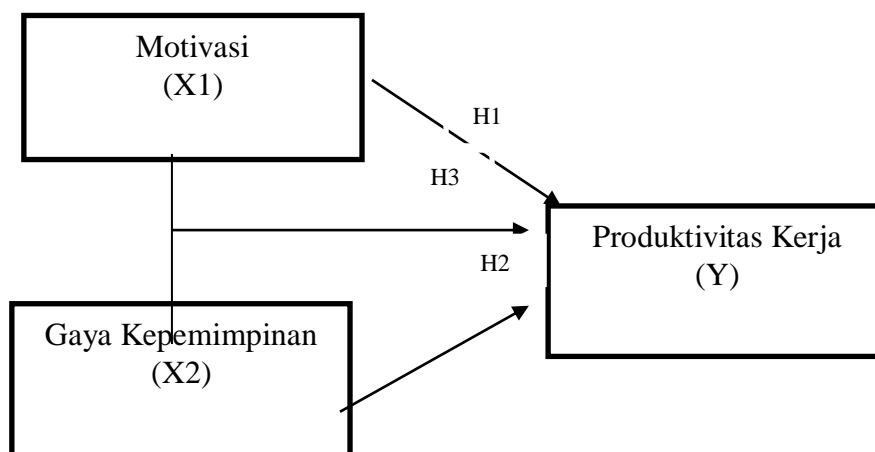 Motivasi
(X1)
H1
H3
Produktivitas Kerja
(Y)
H2
Gaya Kepemimpinan
(X2)